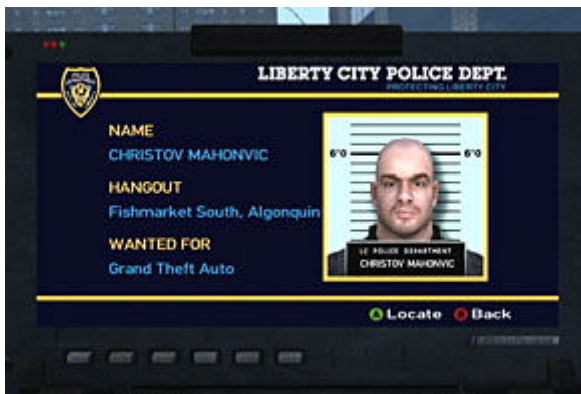 LIBERTY CITY POLICE DEPT.
PROTECTING LIBERTY CITY
NAME
CHRISTOV MAHONVIC
HANGOUT
Fishmarket South, Algonquin
WANTED FOR
Grand Theft Auto
6'0 6'0
LC POLICE DEPARTMENT
CHRISTOV MAHONVIC
A Locate B Back